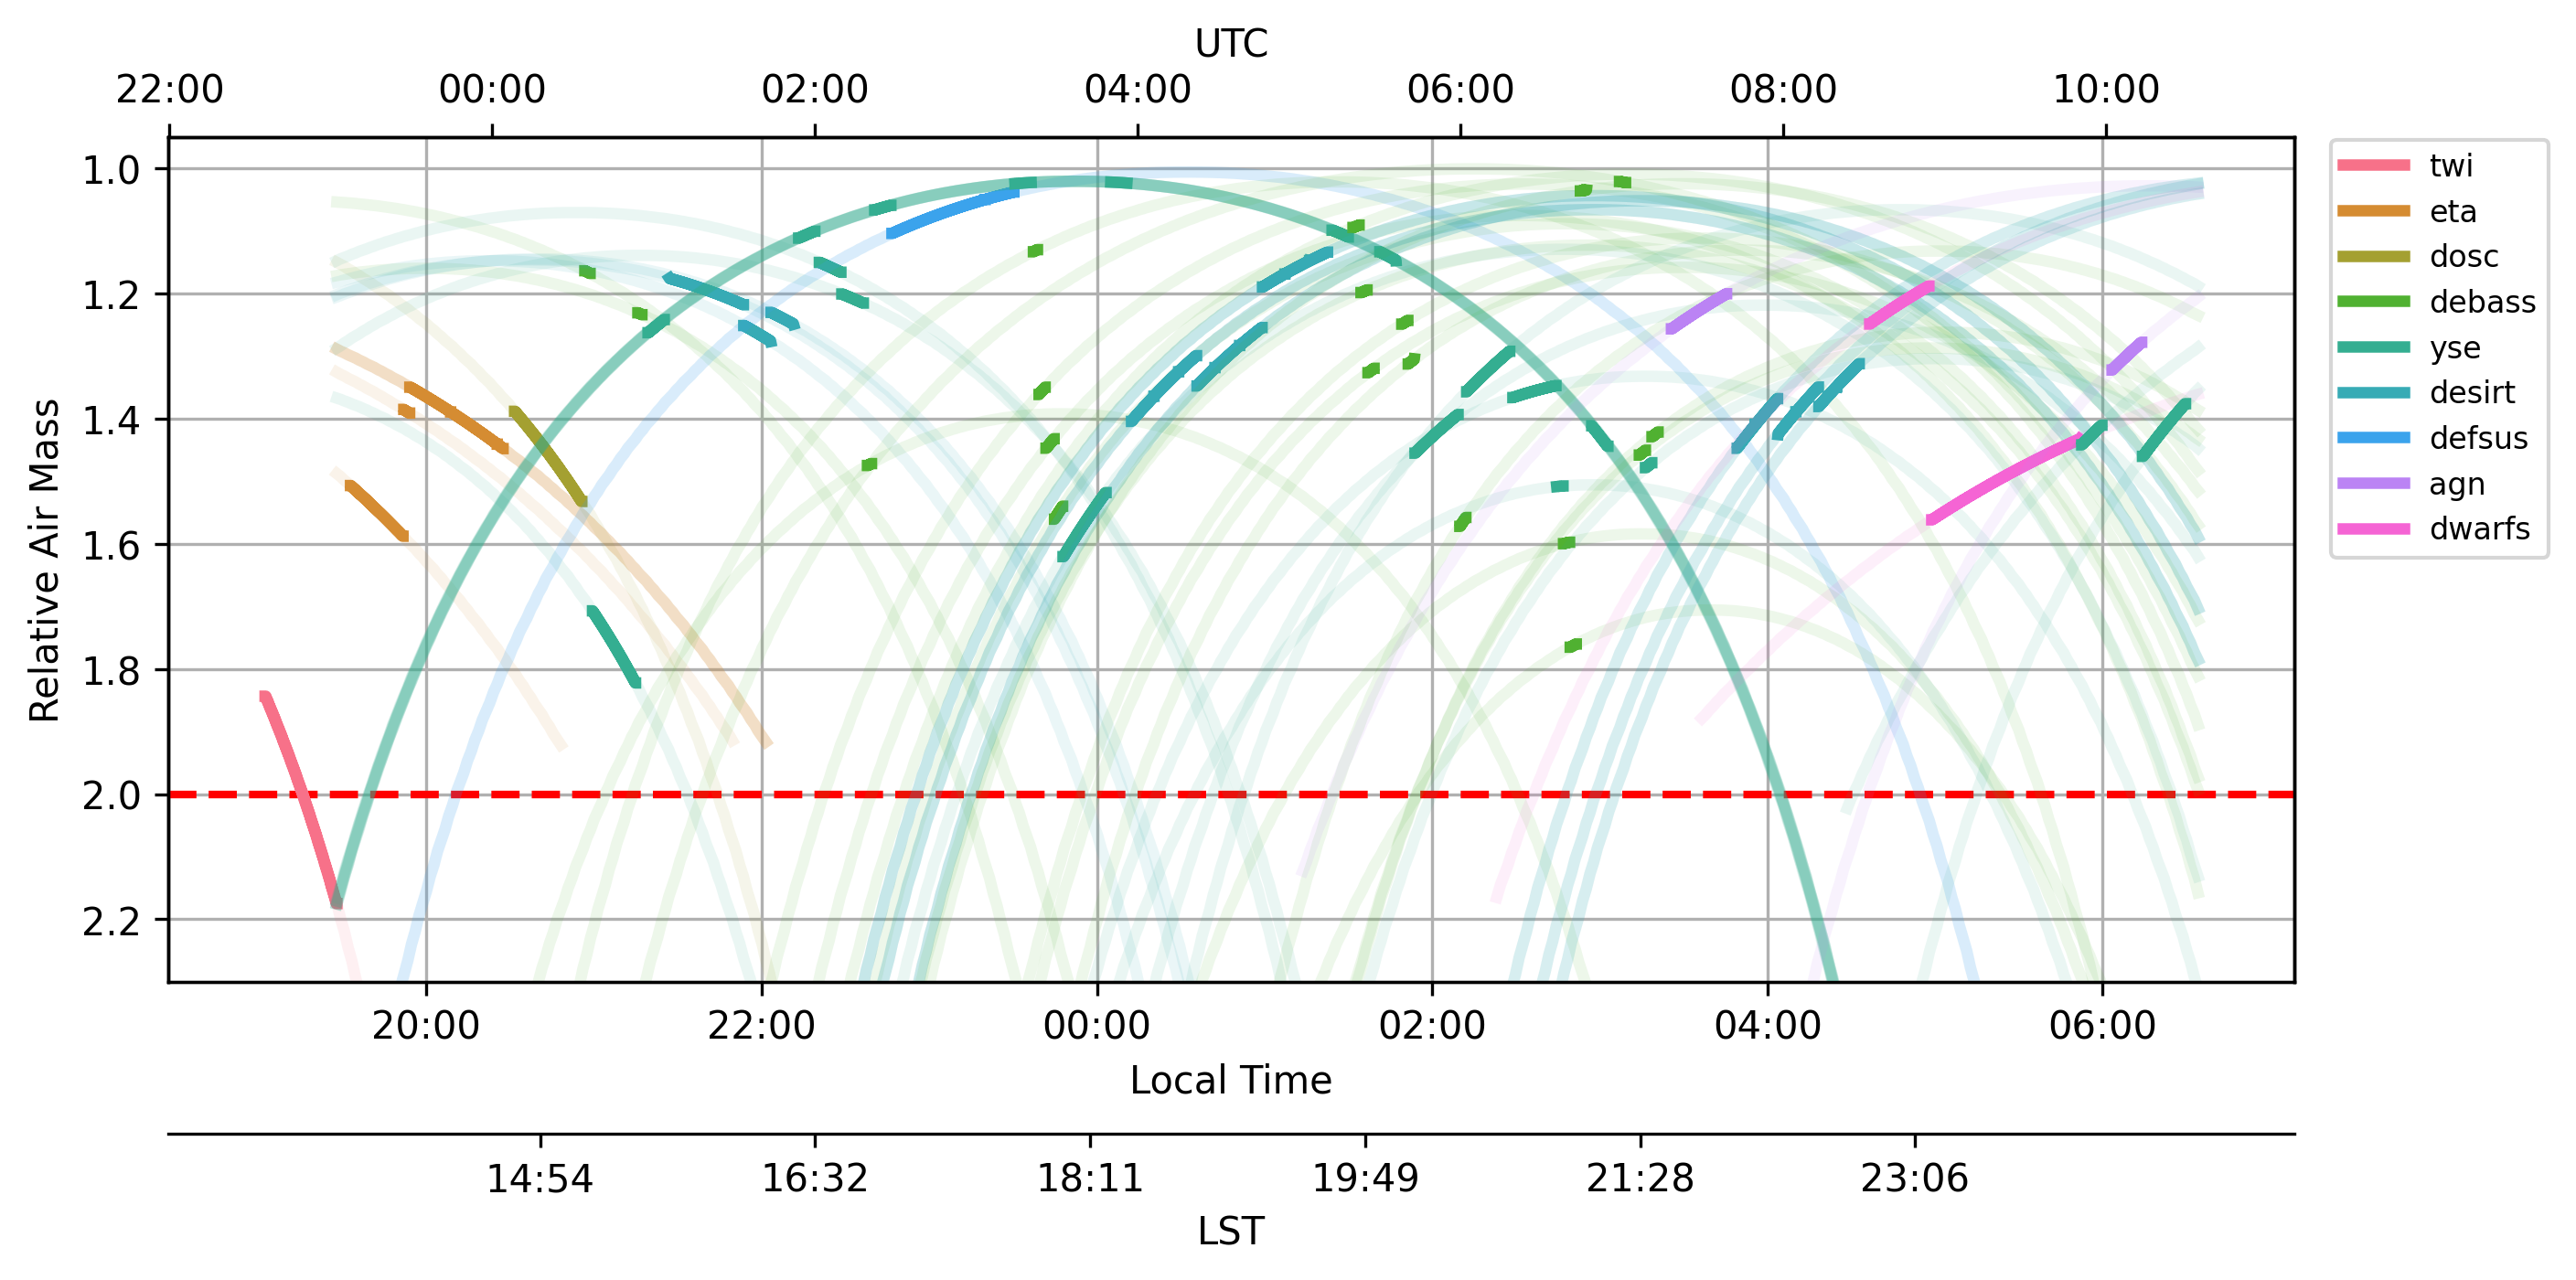 UTC
22:00 00:00 02:00 04:00 06:00 08:00 10:00
Relative Air Mass
1.0
1.2
1.4
1.6
1.8
2.0
2.2
twi
eta
dosc
debass
yse
desirt
defsus
agn
dwarfs
20:00 22:00 00:00 02:00 04:00 06:00
Local Time
14:54 16:32 18:11 19:49 21:28 23:06
LST